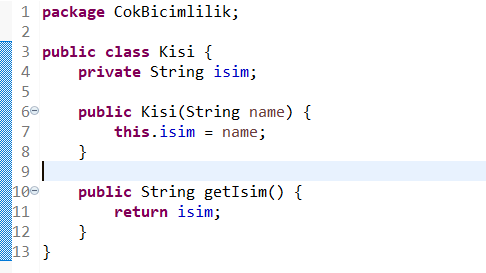 1 package CokBicimlilik;
2
3 public class Kisi {
4     private String isim;
5
6     public Kisi(String name) {
7         this.isim = name;
8     }
9
10     public String getIsim() {
11         return isim;
12     }
13 }